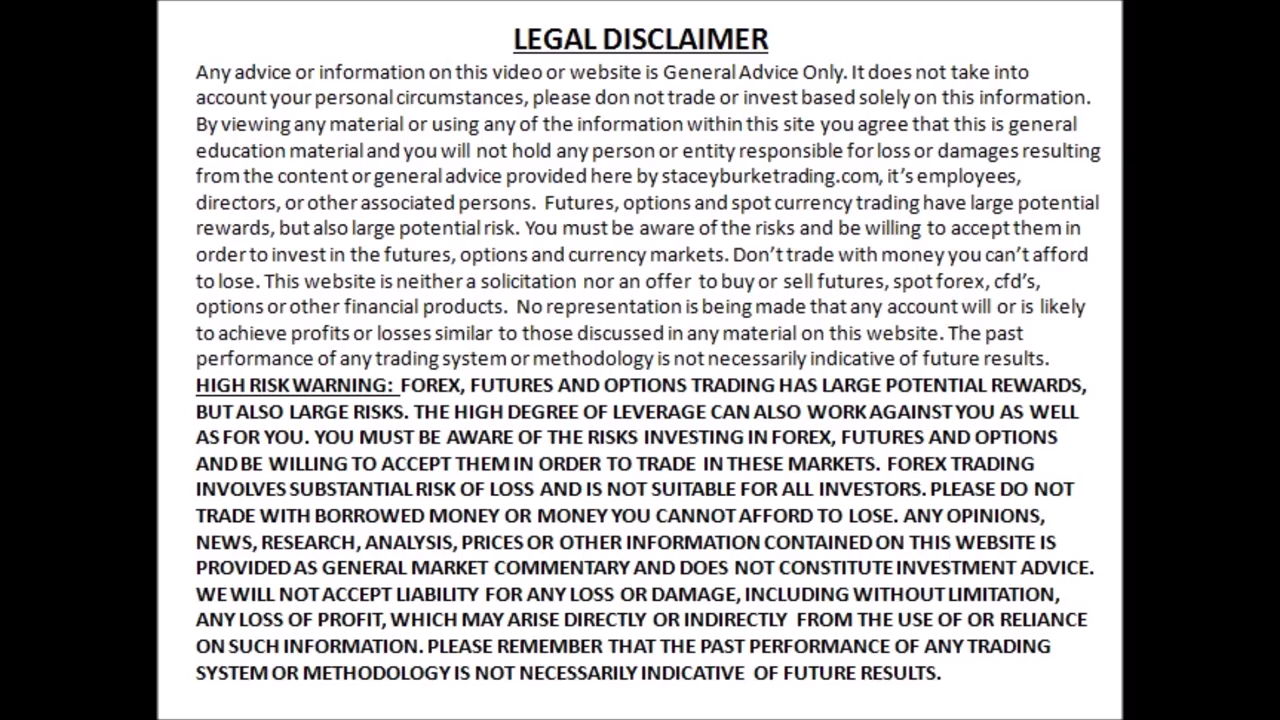 LEGAL DISCLAIMER
Any advice or information on this video or website is General Advice Only. It does not take into
account your personal circumstances, please don not trade or invest based solely on this information.
By viewing any material or using any of the information within this site you agree that this is general
education material and you will not hold any person or entity responsible for loss or damages resulting
from the content or general advice provided here by staceyburketrading.com, it’s employees,
directors, or other associated persons.  Futures, options and spot currency trading have large potential
rewards, but also large potential risk. You must be aware of the risks and be willing to accept them in
order to invest in the futures, options and currency markets. Don’t trade with money you can’t afford
to lose. This website is neither a solicitation nor an offer to buy or sell futures, spot forex, cfd’s,
options or other financial products.  No representation is being made that any account will or is likely
to achieve profits or losses similar to those discussed in any material on this website. The past
performance of any trading system or methodology is not necessarily indicative of future results.
HIGH RISK WARNING: FOREX, FUTURES AND OPTIONS TRADING HAS LARGE POTENTIAL REWARDS,
BUT ALSO LARGE RISKS. THE HIGH DEGREE OF LEVERAGE CAN ALSO WORK AGAINST YOU AS WELL
AS FOR YOU. YOU MUST BE AWARE OF THE RISKS INVESTING IN FOREX, FUTURES AND OPTIONS
AND BE WILLING TO ACCEPT THEM IN ORDER TO TRADE IN THESE MARKETS. FOREX TRADING
INVOLVES SUBSTANTIAL RISK OF LOSS AND IS NOT SUITABLE FOR ALL INVESTORS. PLEASE DO NOT
TRADE WITH BORROWED MONEY OR MONEY YOU CANNOT AFFORD TO LOSE. ANY OPINIONS,
NEWS, RESEARCH, ANALYSIS, PRICES OR OTHER INFORMATION CONTAINED ON THIS WEBSITE IS
PROVIDED AS GENERAL MARKET COMMENTARY AND DOES NOT CONSTITUTE INVESTMENT ADVICE.
WE WILL NOT ACCEPT LIABILITY FOR ANY LOSS OR DAMAGE, INCLUDING WITHOUT LIMITATION,
ANY LOSS OF PROFIT, WHICH MAY ARISE DIRECTLY OR INDIRECTLY FROM THE USE OF OR RELIANCE
ON SUCH INFORMATION. PLEASE REMEMBER THAT THE PAST PERFORMANCE OF ANY TRADING
SYSTEM OR METHODOLOGY IS NOT NECESSARILY INDICATIVE OF FUTURE RESULTS.